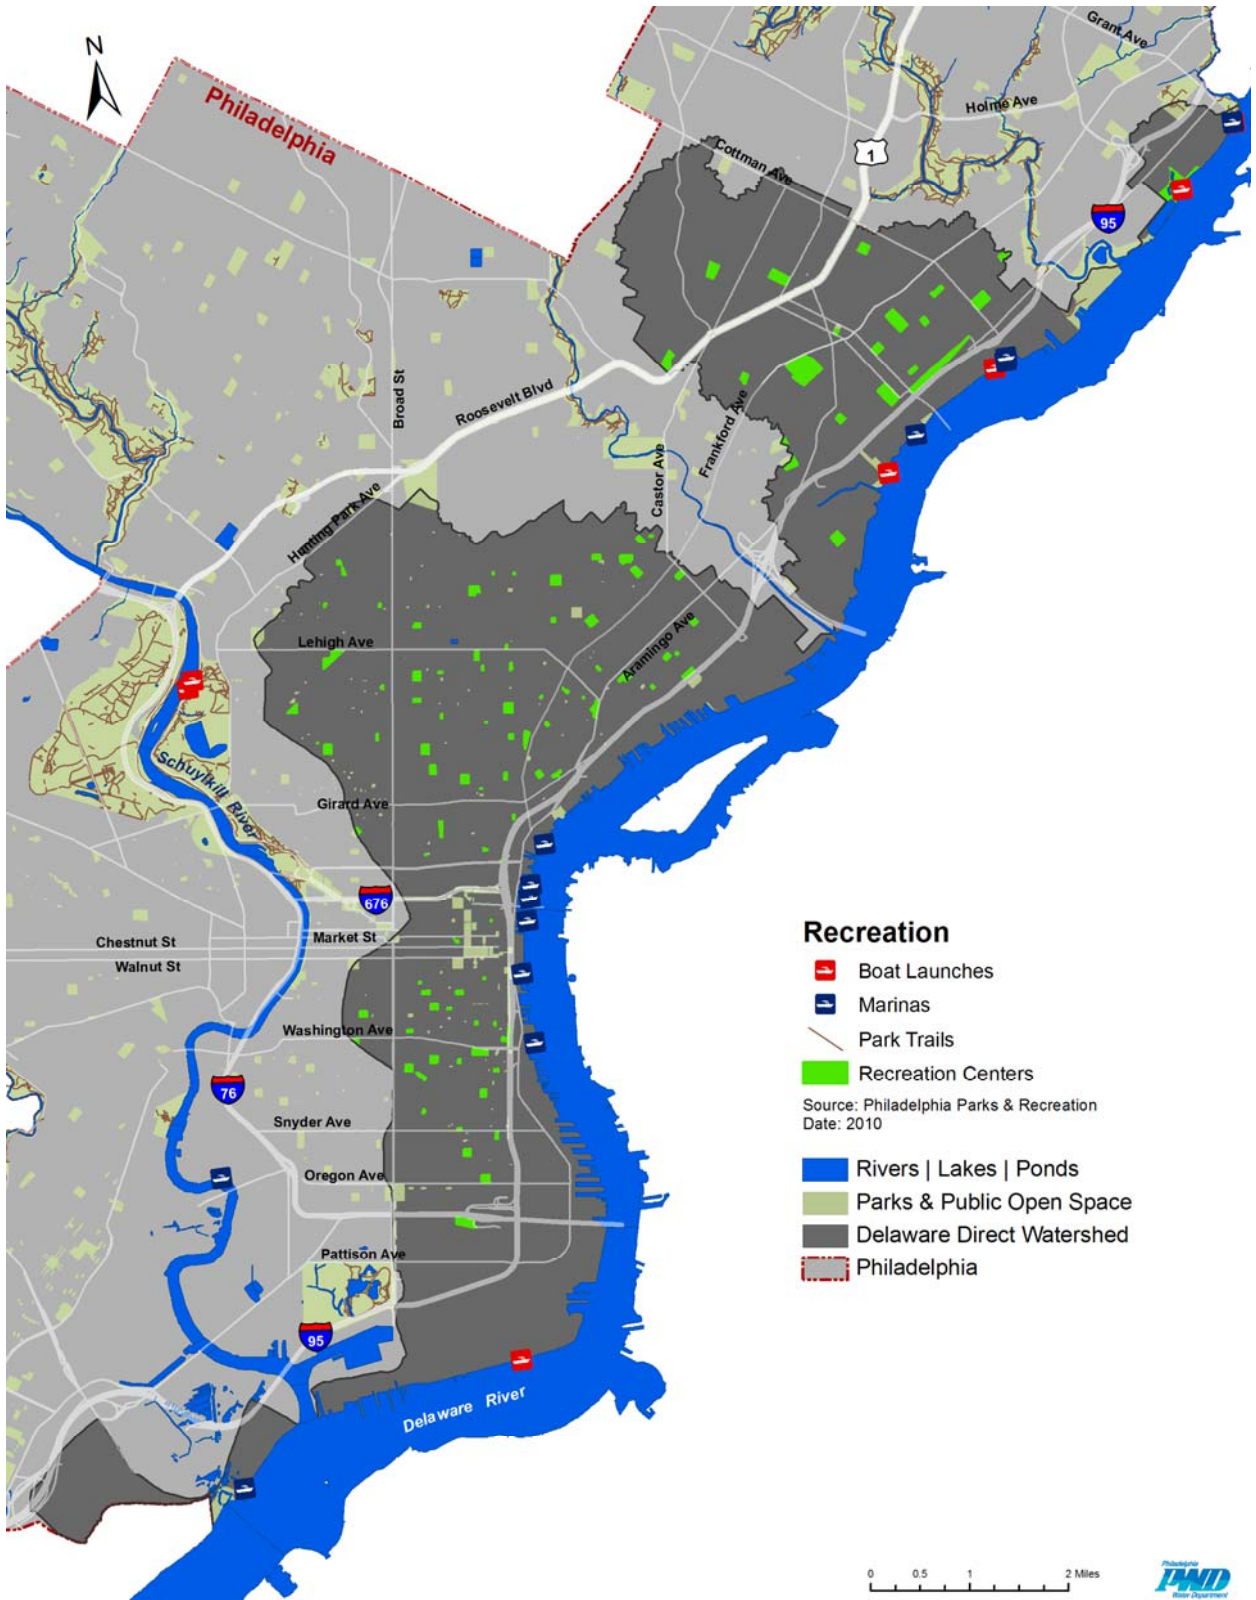 N
Philadelphia
Grant Ave
Holme Ave
1
Cottman Ave
95
Broad St
Roosevelt Blvd
Frankford Ave
Castor Ave
Hunting Park Ave
Lehigh Ave
Aramingo Ave
Schuylkill River
Girard Ave
676
Chestnut St
Market St
Walnut St
Washington Ave
76
Snyder Ave
Oregon Ave
Pattison Ave
95
Delaware River
Recreation
Boat Launches
Marinas
Park Trails
Recreation Centers
Source: Philadelphia Parks & Recreation
Date: 2010
Rivers | Lakes | Ponds
Parks & Public Open Space
Delaware Direct Watershed
Philadelphia
0 0.5 1 2 Miles
Philadelphia
PWD
Water Department